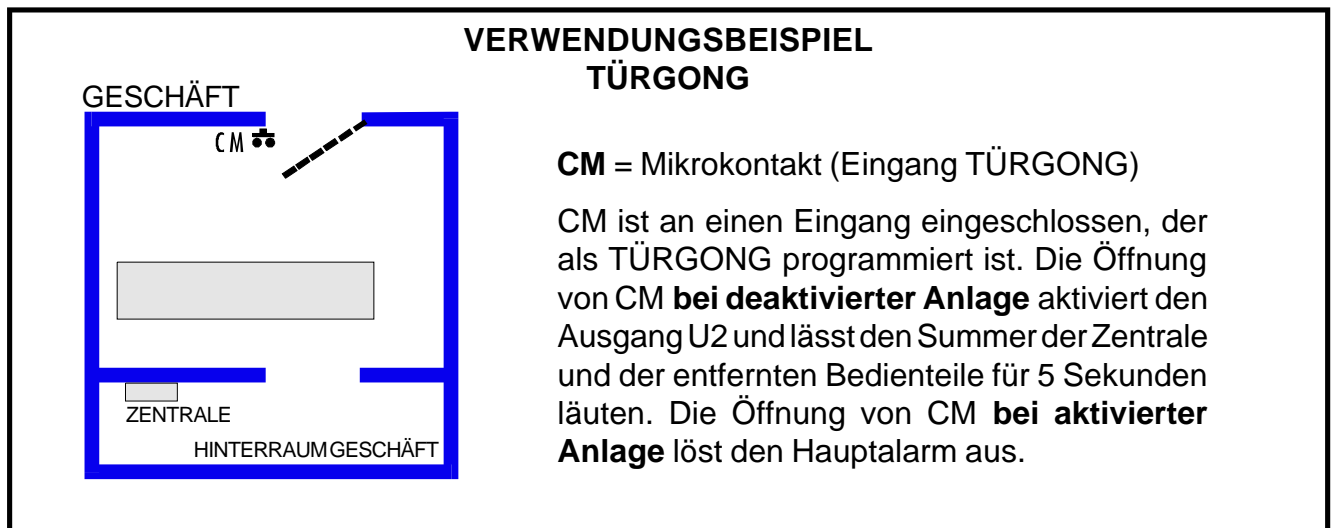 VERWENDUNGSBEISPIEL
TÜRGONG
GESCHÄFT
CM
ZENTRALE
HINTERRAUM GESCHÄFT
CM = Mikrokontakt (Eingang TÜRGONG)
CM ist an einen Eingang eingeschlossen, der
als TÜRGONG programmiert ist. Die Öffnung
von CM bei deaktivierter Anlage aktiviert den
Ausgang U2 und lässt den Summer der Zentrale
und der entfernten Bedienteile für 5 Sekunden
läuten. Die Öffnung von CM bei aktivierter
Anlage löst den Hauptalarm aus.